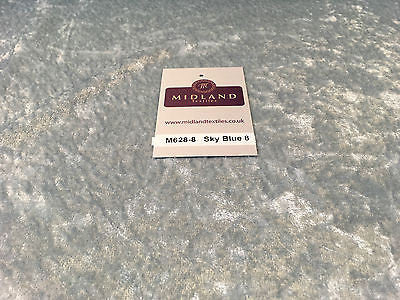 M
MIDLAND
textiles
www.midlandtextiles.co.uk
M628-8 Sky Blue 8